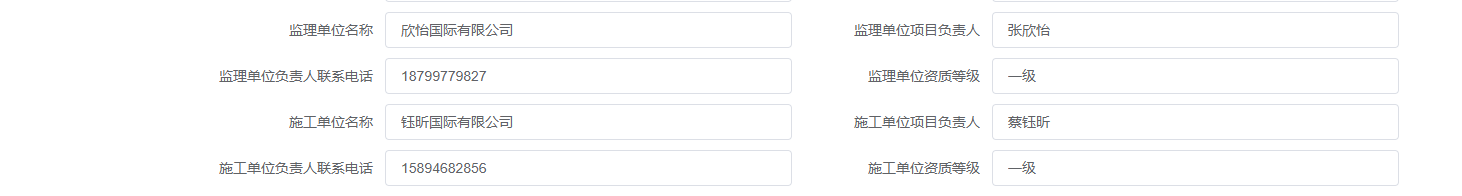 监理单位名称 欣怡国际有限公司 监理单位项目负责人 张欣怡
监理单位负责人联系电话 18799779827 监理单位资质等级 一级
施工单位名称 钰昕国际有限公司 施工单位项目负责人 蔡钰昕
施工单位负责人联系电话 15894682856 施工单位资质等级 一级